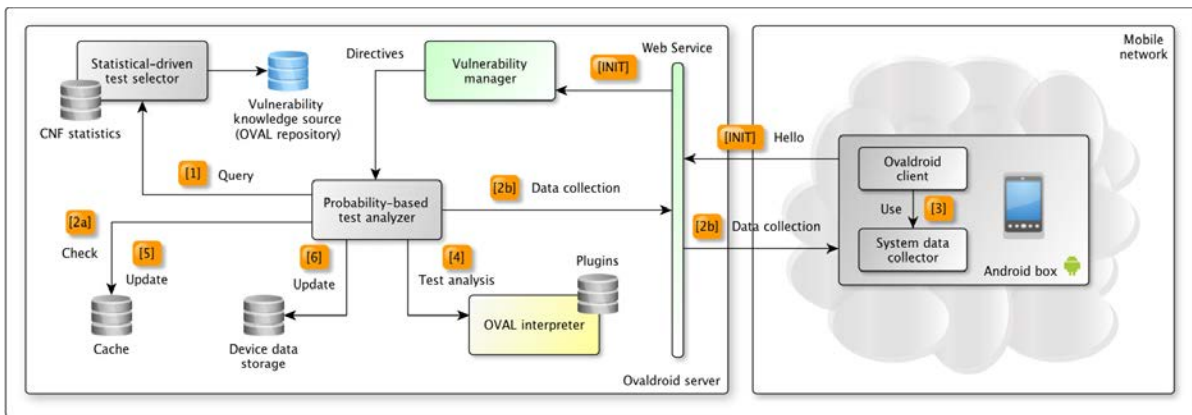 Statistical-driven
test selector
CNF statistics
Vulnerability
knowledge source
(OVAL repository)
Directives
Vulnerability
manager
[INIT]
Web Service
Mobile
network
[1] Query
[INIT] Hello
Probability-based
test analyzer
[2b] Data collection
[2b] Data collection
Ovaldroid
client
Use [3]
System data
collector
Android box
[2a]
Check
[5]
Update
[6]
Update
[4]
Test analysis
Plugins
OVAL interpreter
Cache
Device data
storage
Ovaldroid server